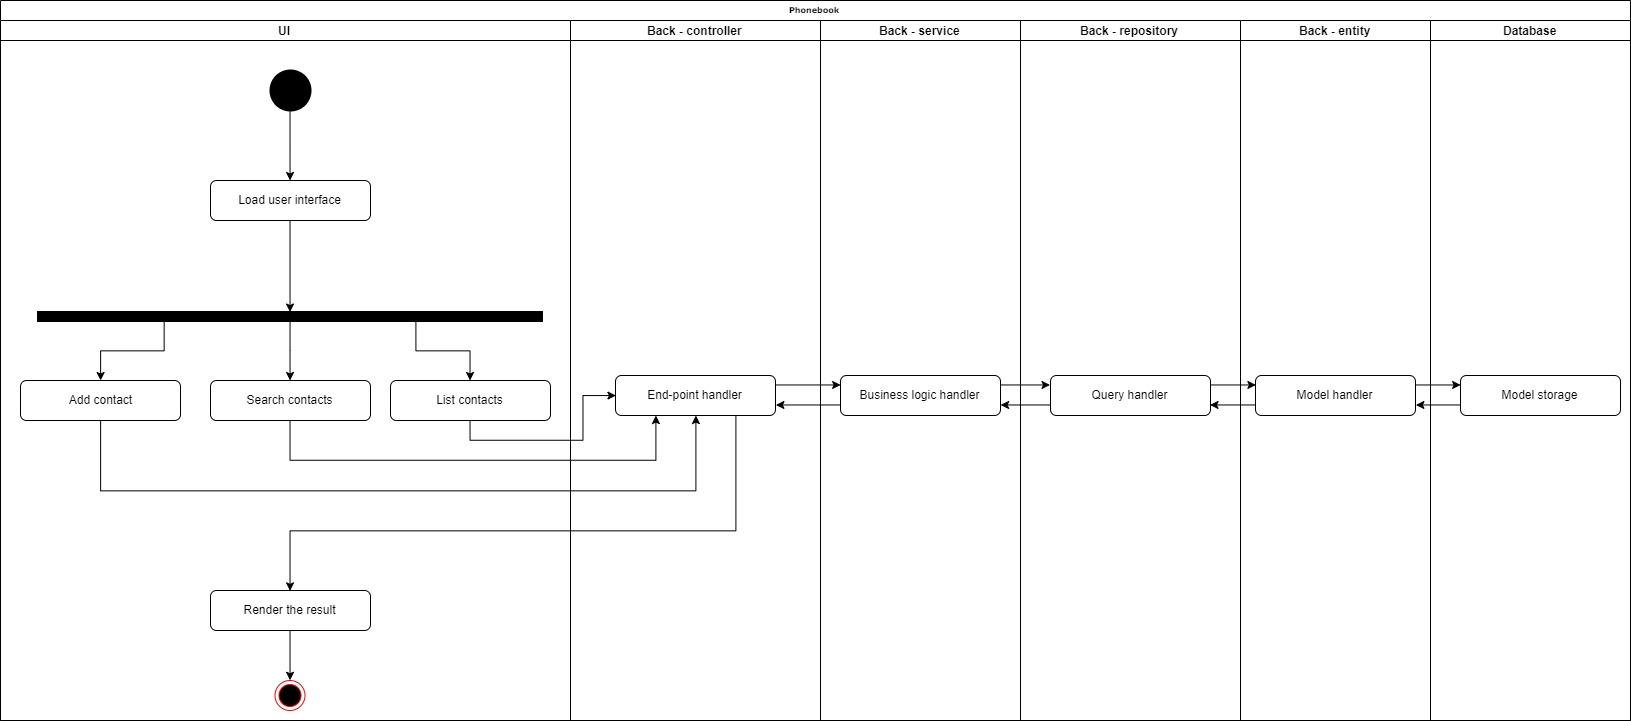 Phonebook
UI
Back - controller
Back - service
Back - repository
Back - entity
Database
Load user interface
Add contact
Search contacts
List contacts
End-point handler
Business logic handler
Query handler
Model handler
Model storage
Render the result